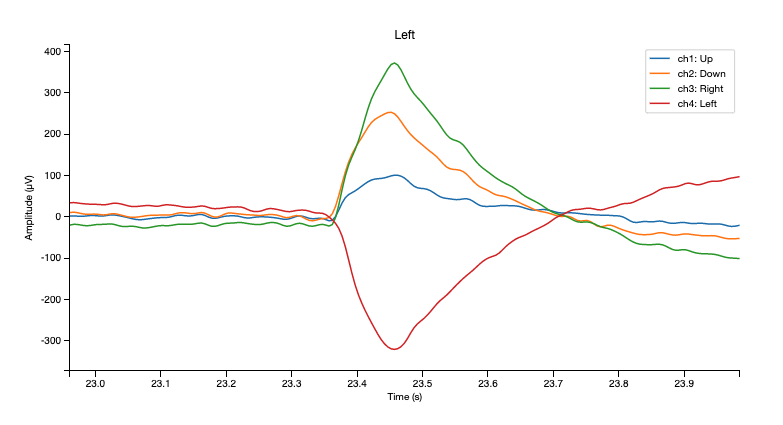 Left
Amplitude (µV)
400
300
200
100
0
-100
-200
-300
23.0 23.1 23.2 23.3 23.4 23.5 23.6 23.7 23.8 23.9
Time (s)
ch1: Up
ch2: Down
ch3: Right
ch4: Left